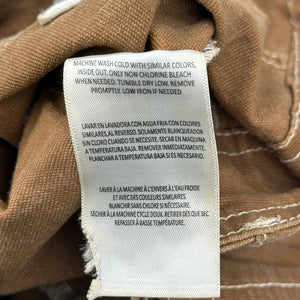 MACHINE WASH COLD WITH SIMILAR COLORS,
INSIDE OUT. ONLY NON CHLORINE BLEACH
WHEN NEEDED. TUMBLE DRY LOW. REMOVE
PROMPTLY. LOW IRON IF NEEDED
LAVAR EN LAVADORA CON AGUA FRIA CON COLORES
SIMILARES, AL REVERSO. SOLAMENTE BLANQUEADOR
SIN CLORO CUANDO SE NECESITE. SECAR EN MAQUINA
A TEMPERATURA BAJA. INMEDIATAMENTE
PLANCHAR A TEMPERATURA BAJA SI ES NECESARIO.
LAVER À LA MACHINE À L'ENVERS À L'EAU FROIDE
ET AVEC DES COULEURS SIMILAIRES.
BLANCHIR SANS CHLORE SI NÉCESSAIRE.
SÉCHER À LA MACHINE CYCLE DOUX. RETIRER DÈS QUE SEC.
REPASSER À BASSE TEMPÉRATURE.